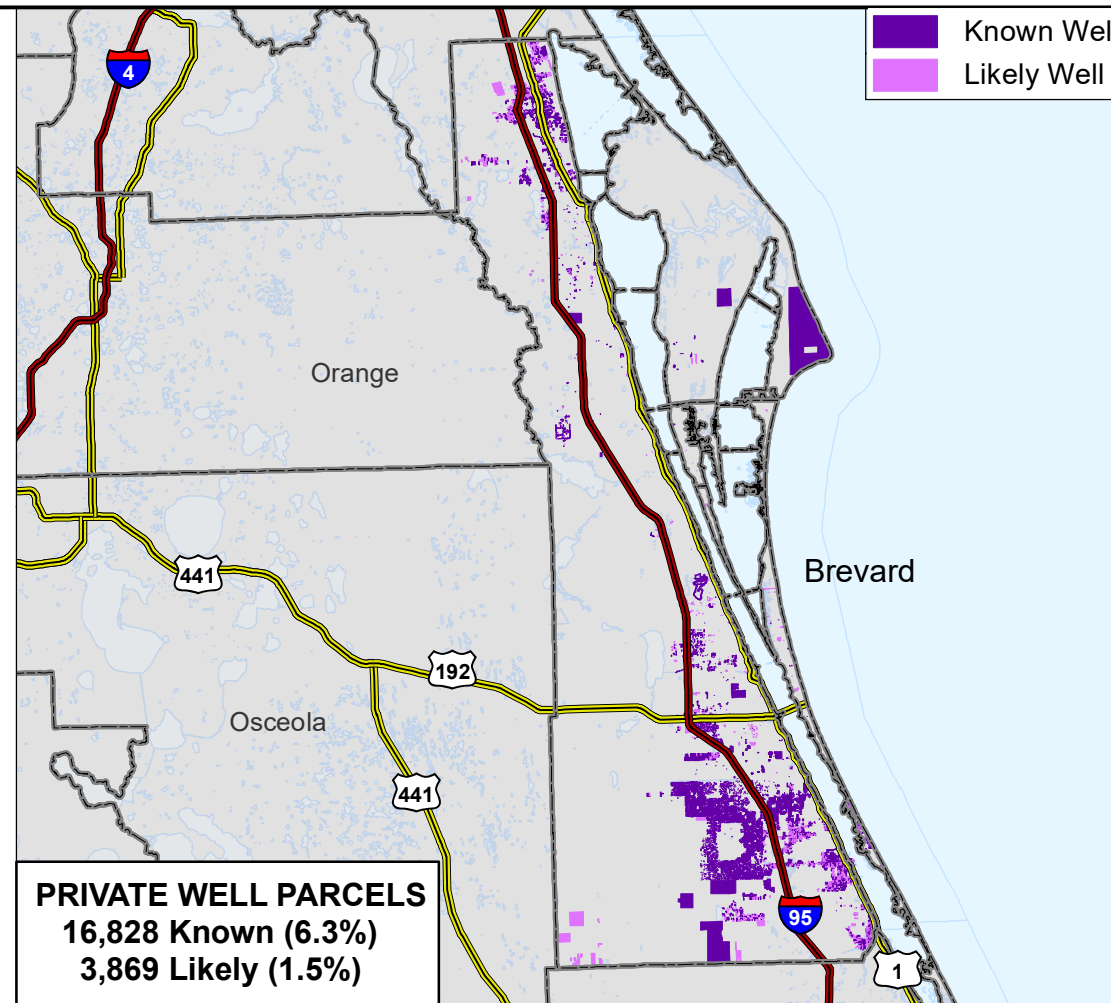 Known Wel
Likely Well
4
Orange
Brevard
441
192
Osceola
441
95
1
PRIVATE WELL PARCELS
16,828 Known (6.3%)
3,869 Likely (1.5%)